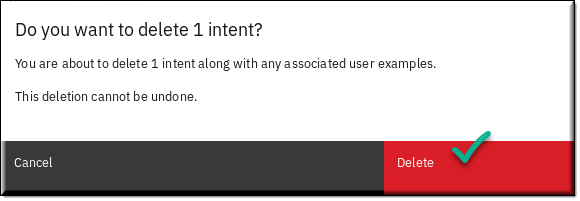 Do you want to delete 1 intent?
You are about to delete 1 intent along with any associated user examples.
This deletion cannot be undone.
Cancel
Delete